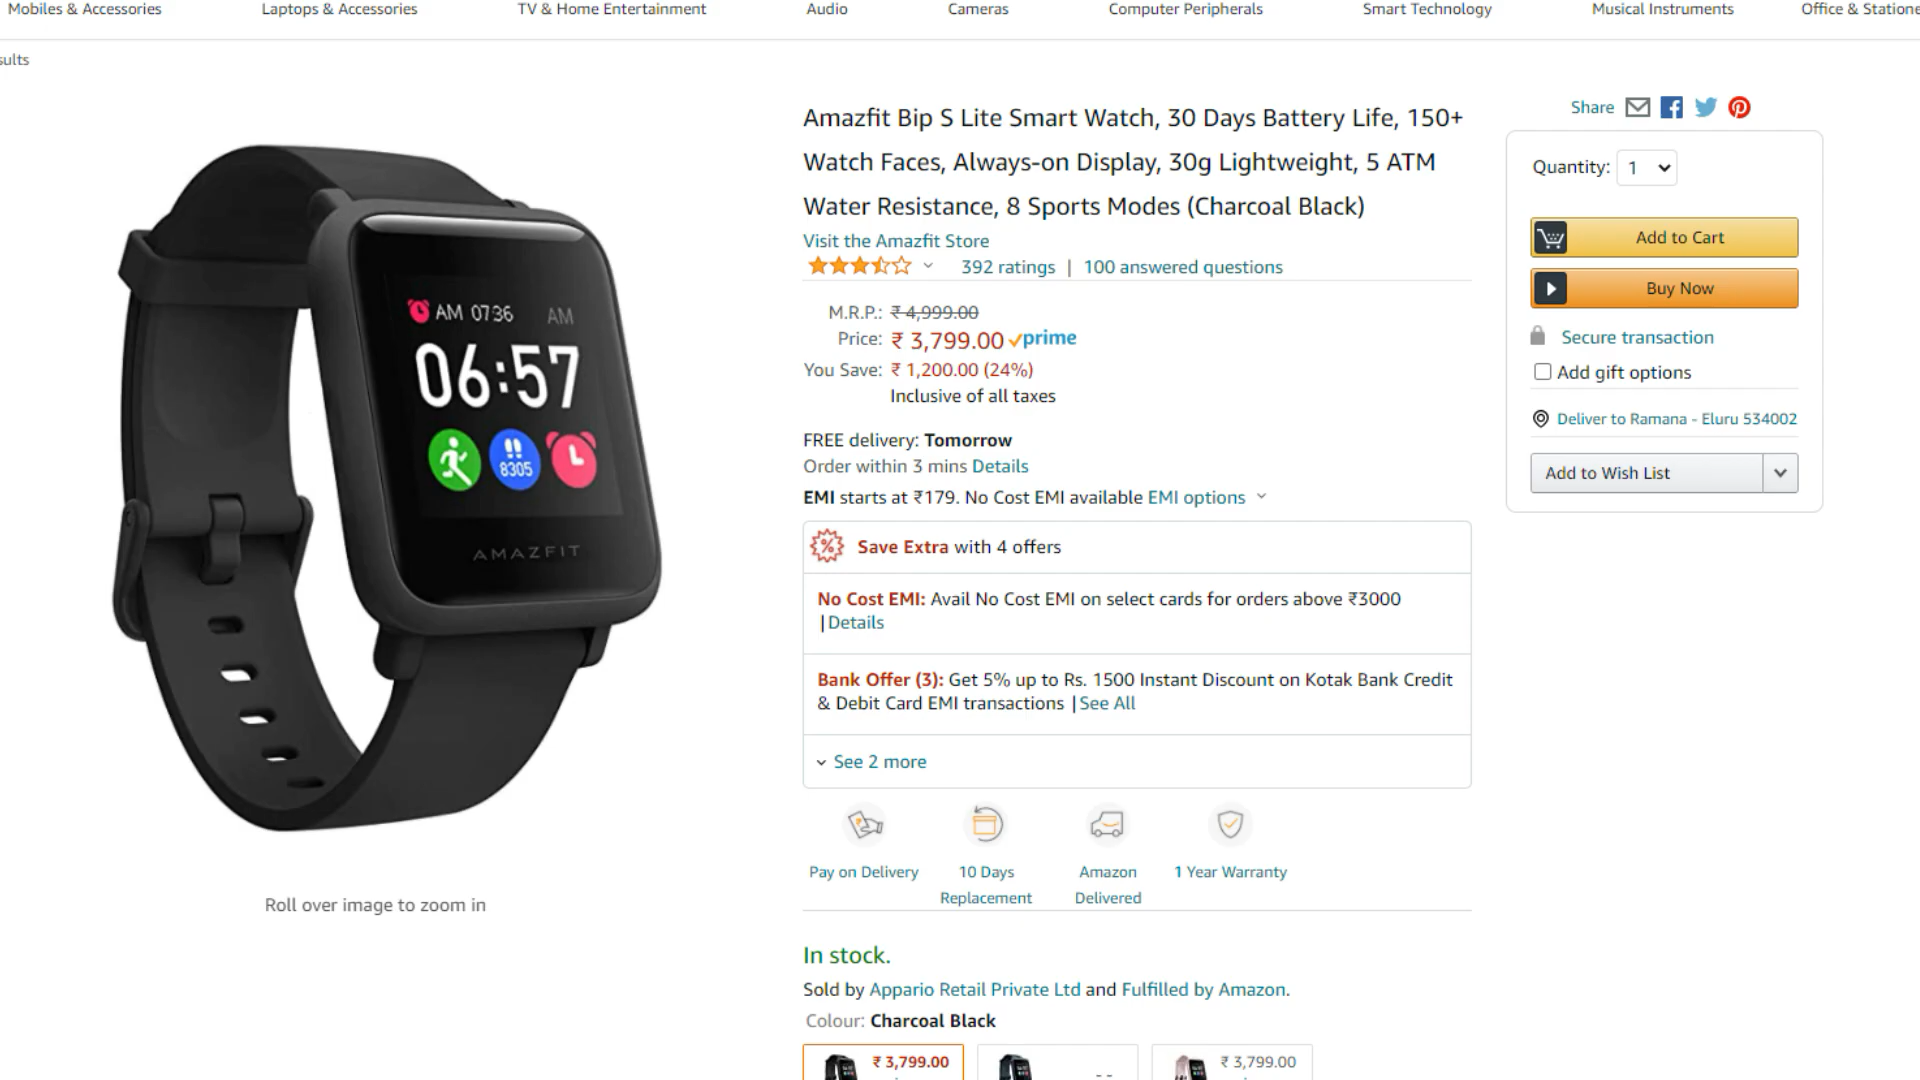 Mobiles & Accessories Laptops & Accessories TV & Home Entertainment Audio Cameras Computer Peripherals Smart Technology Musical Instruments Office &
AM 0736 AM
06:57
8305
AMAZFIT
Roll over image to zoom in
Amazfit Bip S Lite Smart Watch, 30 Days Battery Life, 150+
Watch Faces, Always-on Display, 30g Lightweight, 5 ATM
Water Resistance, 8 Sports Modes (Charcoal Black)
Visit the Amazfit Store
392 ratings | 100 answered questions
M.R.P.: ₹ 4,999.00
Price: ₹ 3,799.00 prime
You Save: ₹ 1,200.00 (24%)
Inclusive of all taxes
FREE delivery: Tomorrow
Order within 3 mins Details
EMI starts at ₹179. No Cost EMI available EMI options
Save Extra with 4 offers
No Cost EMI: Avail No Cost EMI on select cards for orders above ₹3000
|Details
Bank Offer (3): Get 5% up to Rs. 1500 Instant Discount on Kotak Bank Credit
& Debit Card EMI transactions |See All
See 2 more
Pay on Delivery
10 Days
Replacement
Amazon
Delivered
1 Year Warranty
In stock.
Sold by Appario Retail Private Ltd and Fulfilled by Amazon.
Colour: Charcoal Black
₹ 3,799.00 -- ₹ 3,799.00
Share
Quantity: 1
Add to Cart
Buy Now
Secure transaction
Add gift options
Deliver to Ramana - Eluru 534002
Add to Wish List